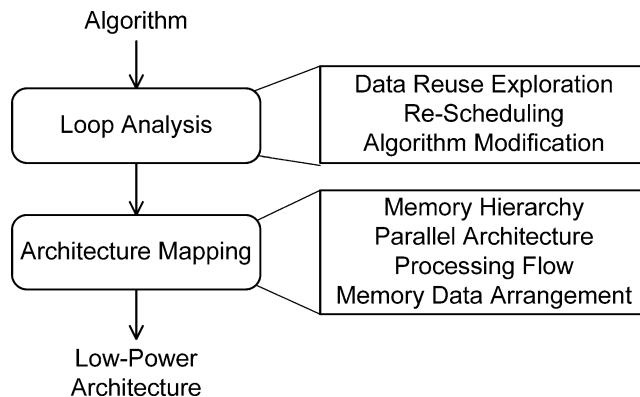 Algorithm
Loop Analysis
Data Reuse Exploration
Re-Scheduling
Algorithm Modification
Architecture Mapping
Memory Hierarchy
Parallel Architecture
Processing Flow
Memory Data Arrangement
Low-Power
Architecture